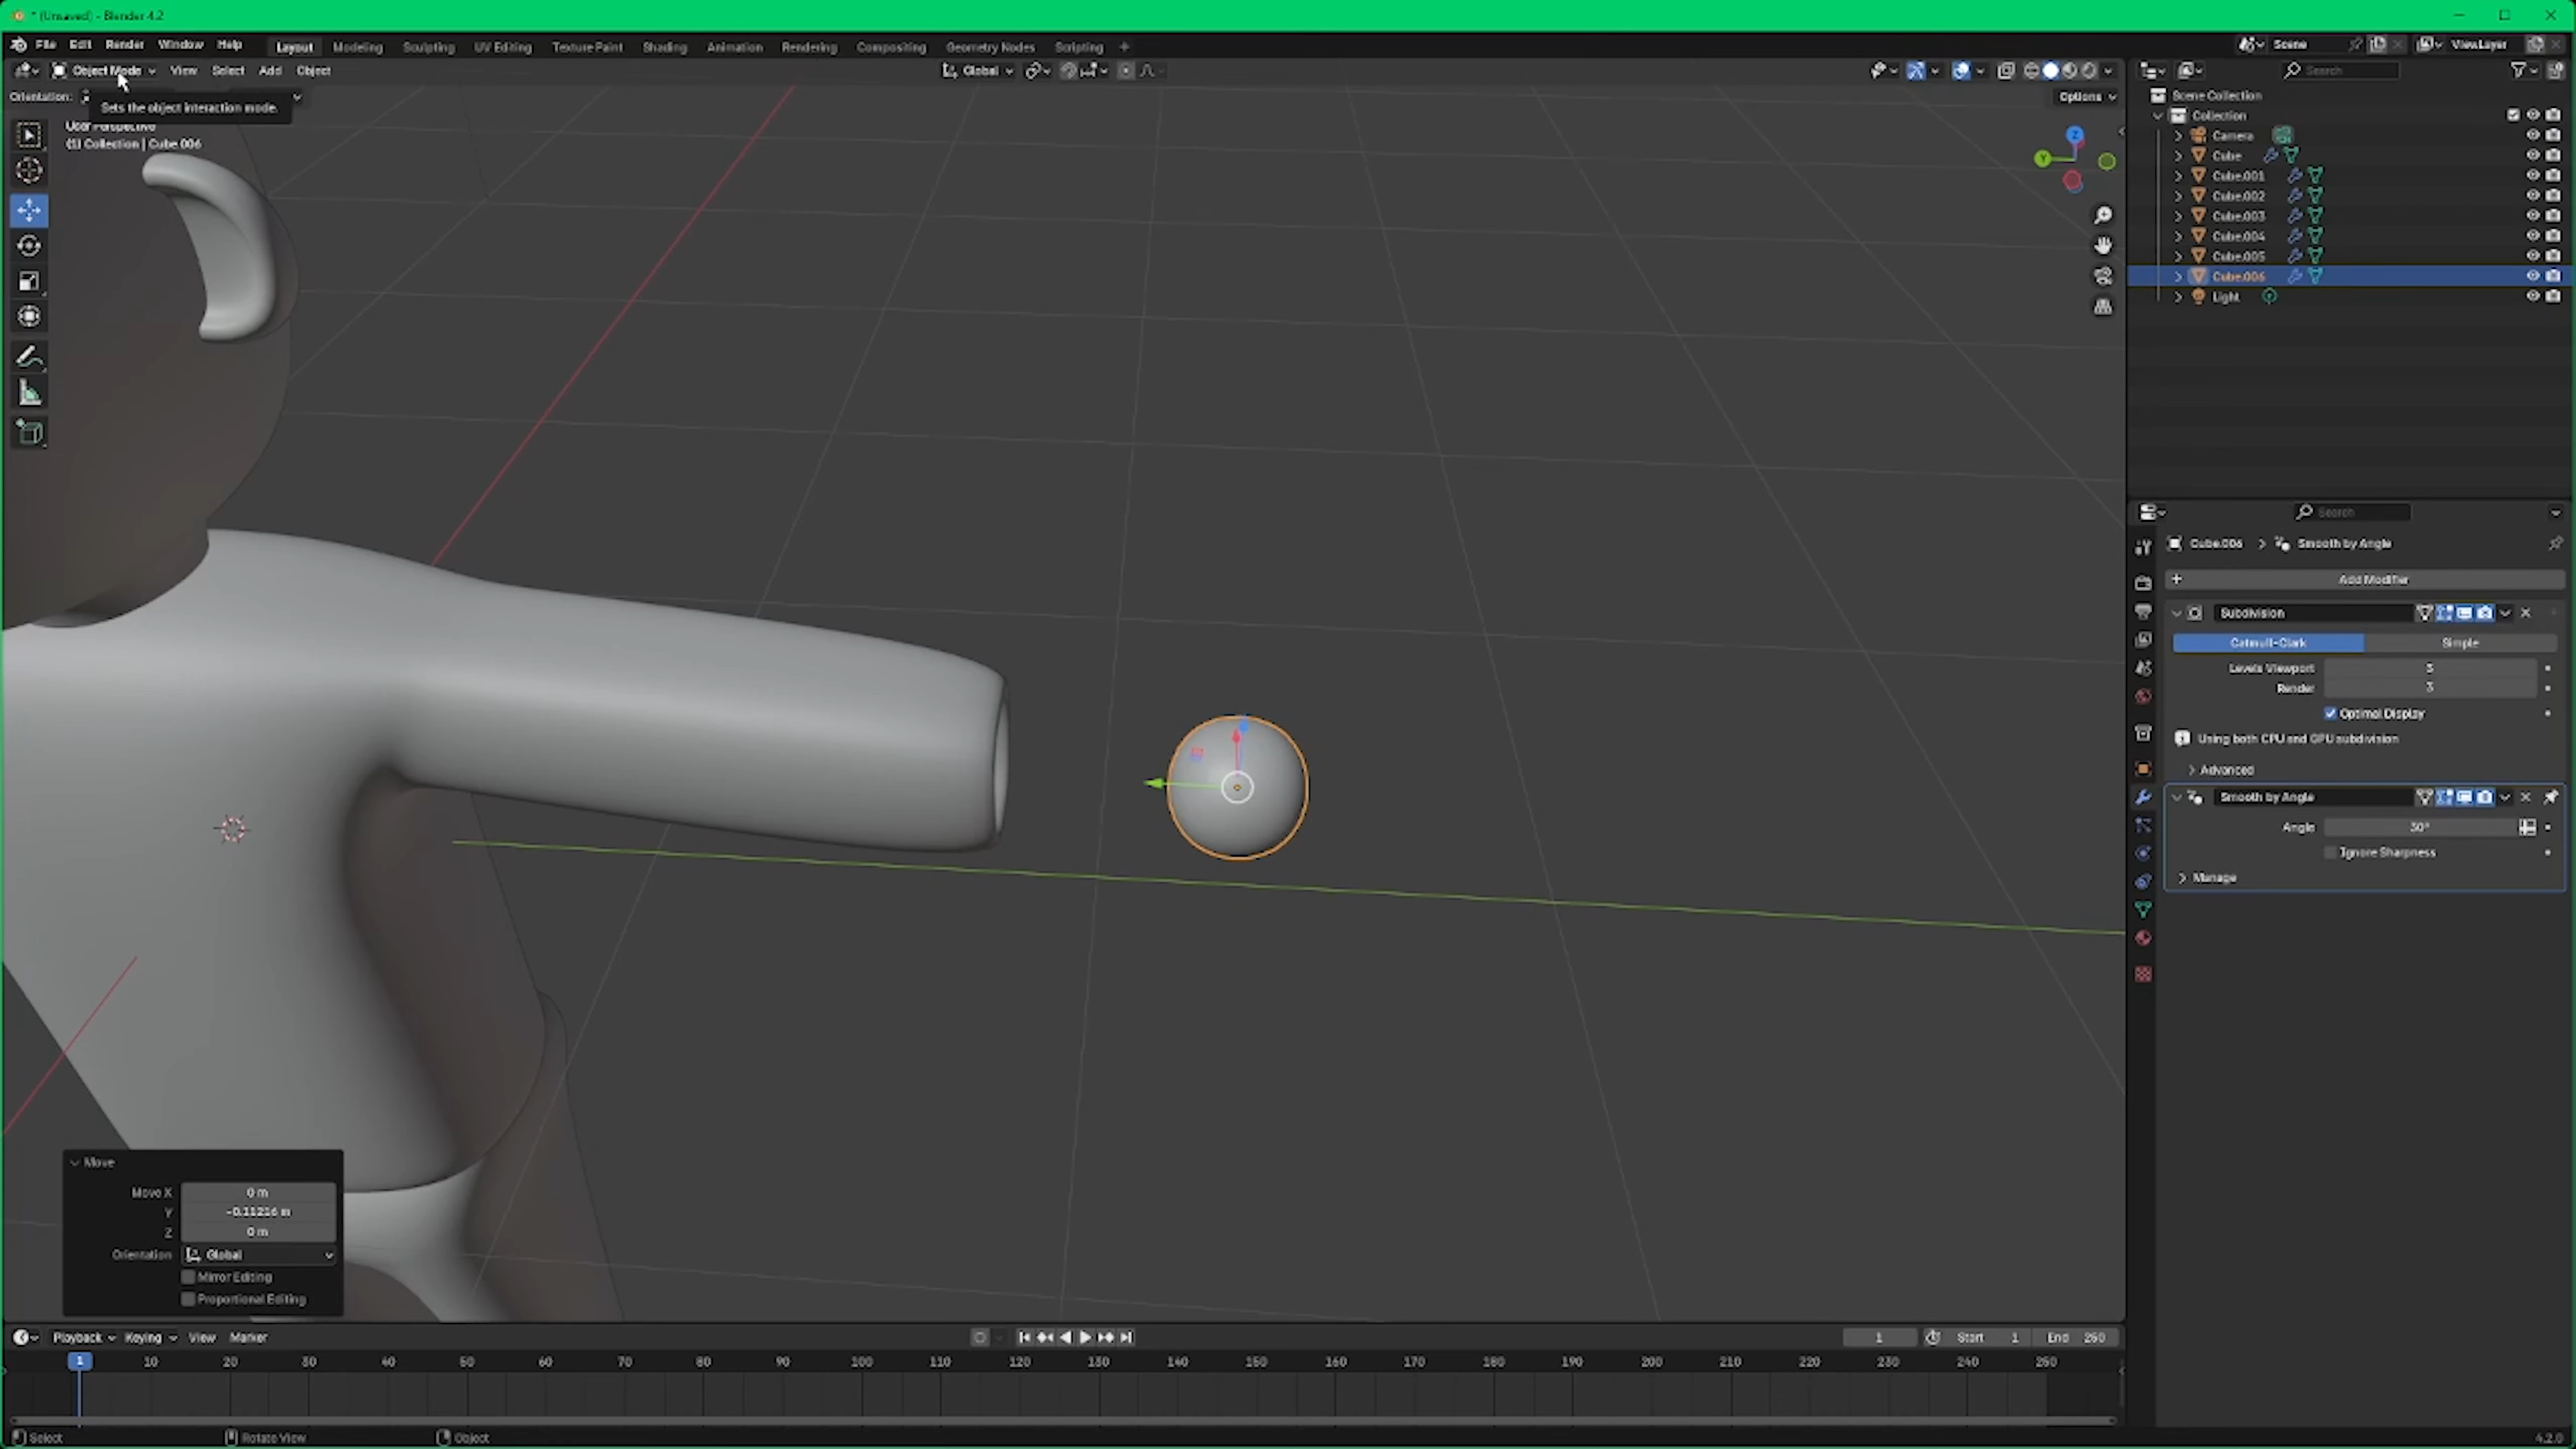 * (Unsaved) - Blender 4.2
File Edit Render Window Help Layout Modeling Sculpting UV Editing Texture Paint Shading Animation Rendering Compositing Geometry Nodes Scripting + Scene ViewLayer
Object Mode View Select Add Object Global Search
Orientation: Options
Sets the object interaction mode.
User Perspective
(1) Collection | Cube.006
Z
Y
Scene Collection
Collection
Camera
Cube
Cube.001
Cube.002
Cube.003
Cube.004
Cube.005
Cube.006
Light
Search
Cube.006 > Smooth by Angle
+ Add Modifier
Subdivision
Catmull-Clark Simple
Levels Viewport 3
Render 3
Optimal Display
Using both CPU and GPU subdivision
Advanced
Smooth by Angle
Angle 30°
Ignore Sharpness
Manage
Move
Move X 0 m
Y -0.11216 m
Z 0 m
Orientation Global
Mirror Editing
Proportional Editing
Playback Keying View Marker 1 Start 1 End 250
1 10 20 30 40 50 60 70 80 90 100 110 120 130 140 150 160 170 180 190 200 210 220 230 240 250
Select Rotate View Object 4.2.0